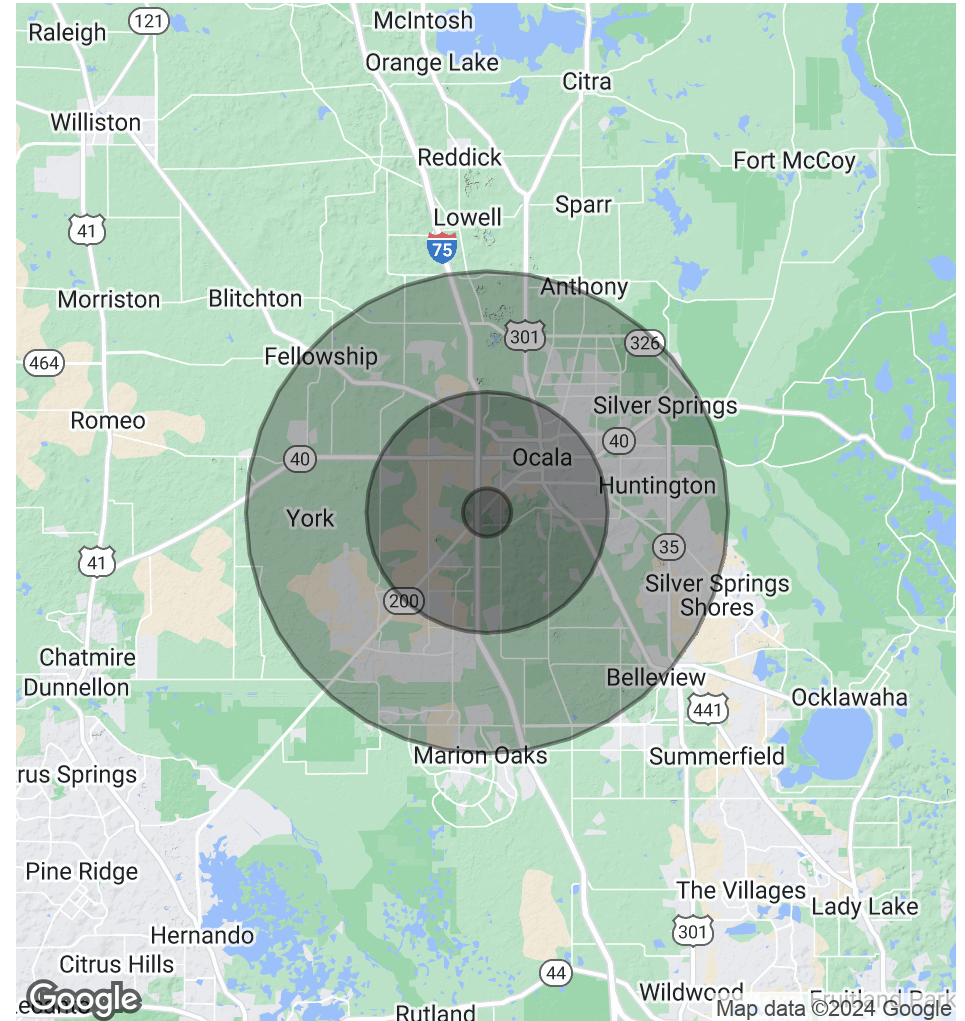 McIntosh
121
Raleigh
Orange Lake
Citra
Williston
Reddick
Fort McCoy
Sparr
Lowell
41
75
Anthony
Morriston
Blitchton
301
326
Fellowship
464
Silver Springs
Romeo
40
40
Ocala
Huntington
York
35
41
Silver Springs
Shores
200
Chatmire
Belleview
Dunnellon
Ocklawaha
441
Marion Oaks
Summerfield
rus Springs
Pine Ridge
The Villages
Lady Lake
301
Hernando
Citrus Hills
44
Wildwood
Fruitland Park
Google
Rutland
Map data ©2024 Google